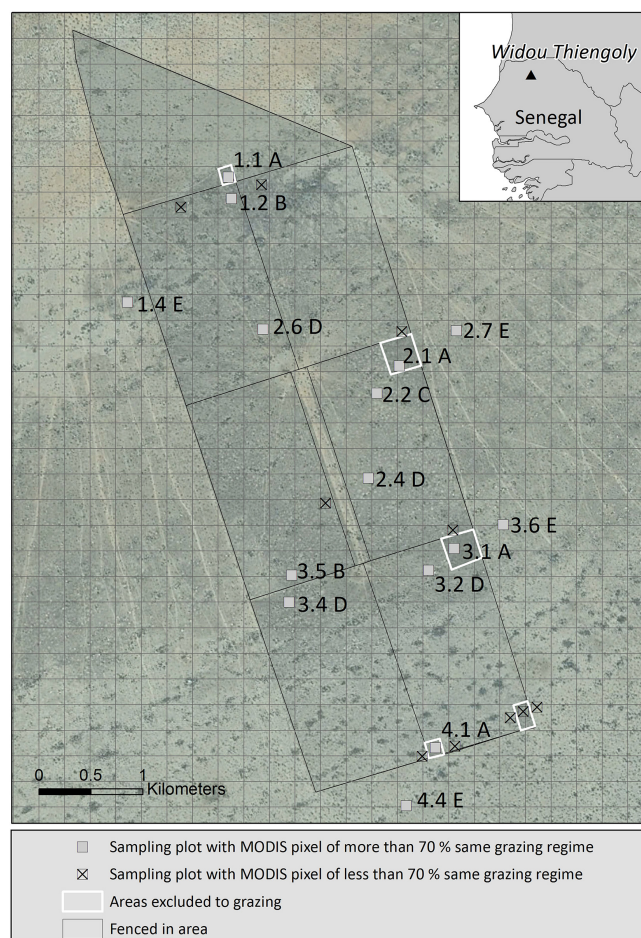 Widou Thiengoly
Senegal
1.1 A
1.2 B
1.4 E
2.6 D
2.7 E
2.1 A
2.2 C
2.4 D
3.6 E
3.1 A
3.5 B
3.2 D
3.4 D
4.1 A
0 0.5 1
Kilometers
4.4 E
Sampling plot with MODIS pixel of more than 70 % same grazing regime
Sampling plot with MODIS pixel of less than 70 % same grazing regime
Areas excluded to grazing
Fenced in area